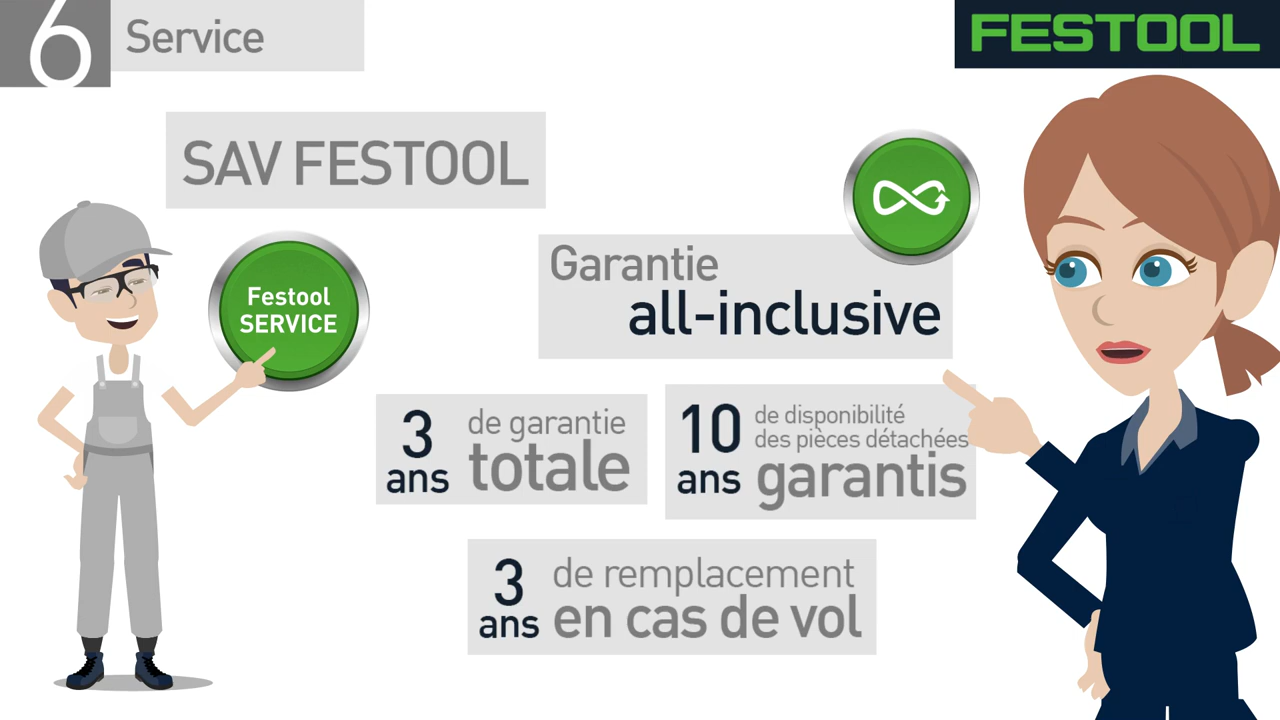 6 Service
FESTOOL
SAV FESTOOL
Festool
SERVICE
Garantie
all-inclusive
3 ans
de garantie
totale
10 ans
de disponibilité
des pièces détachées
garantis
3 ans
de remplacement
en cas de vol